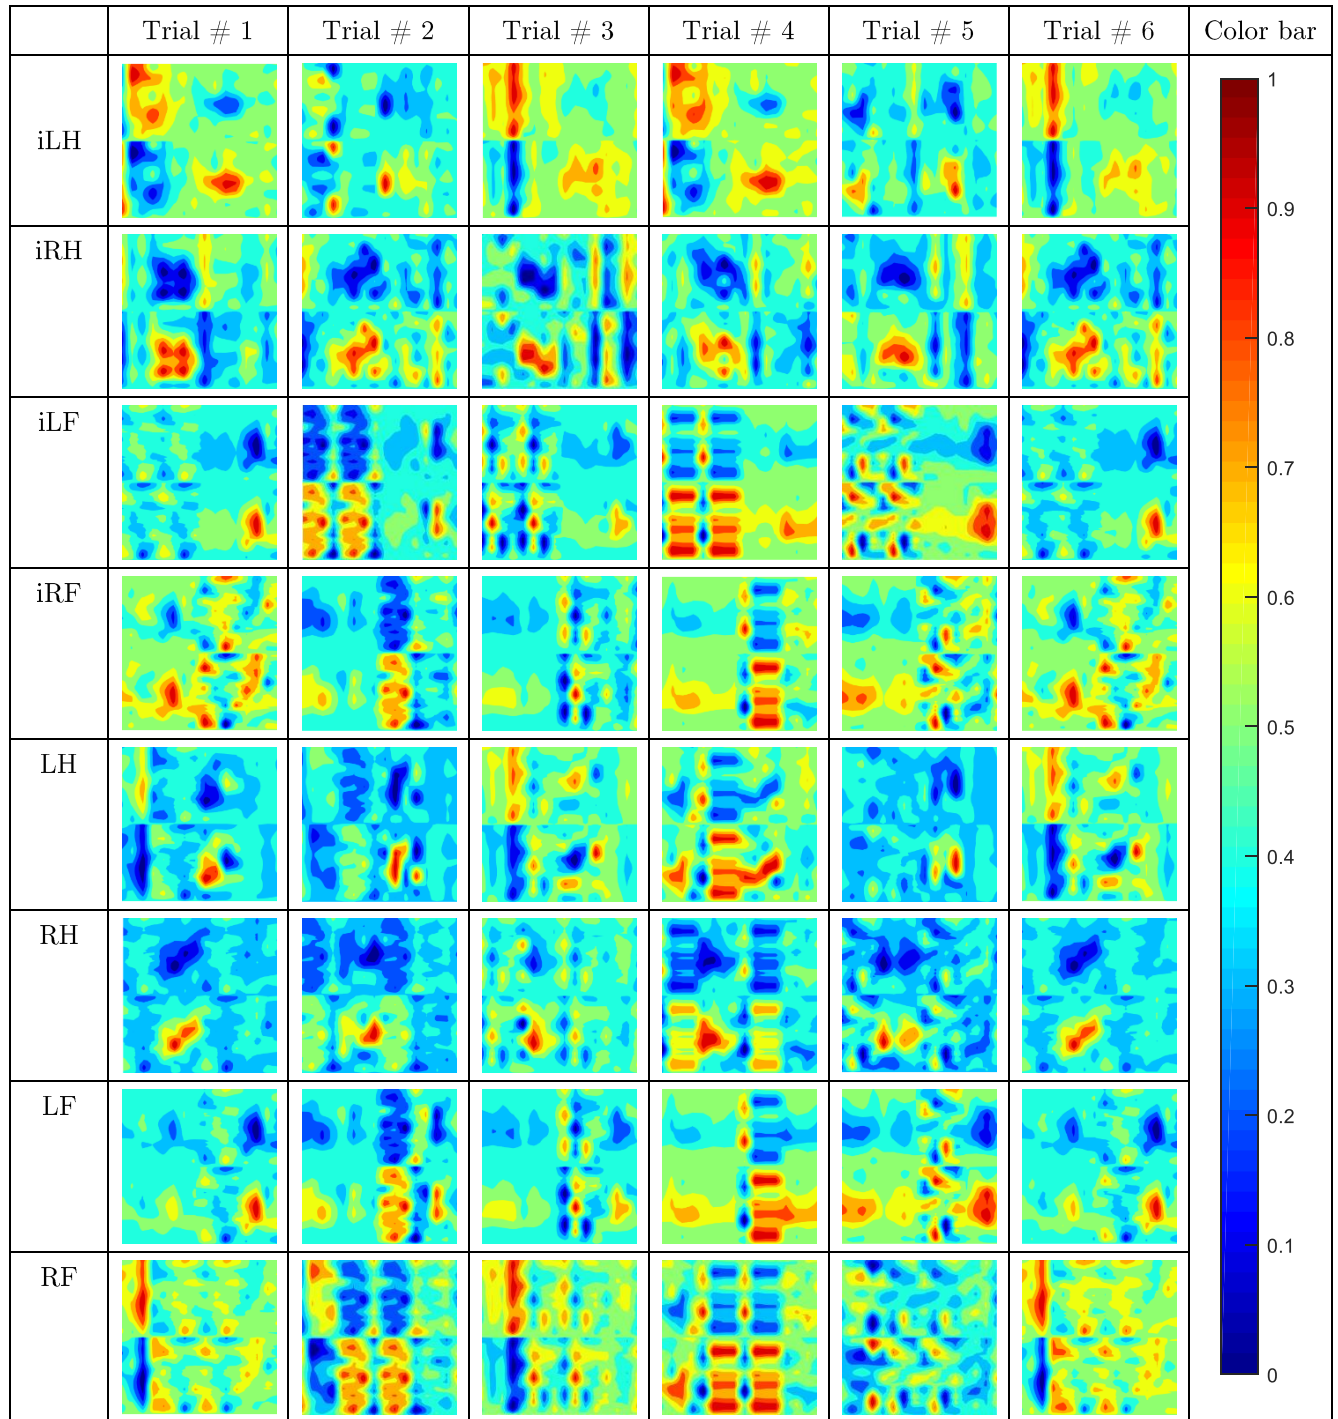 Trial # 1 Trial # 2 Trial # 3 Trial # 4 Trial # 5 Trial # 6 Color bar
iLH
iRH
iLF
iRF
LH
RH
LF
RF
1
0.9
0.8
0.7
0.6
0.5
0.4
0.3
0.2
0.1
0